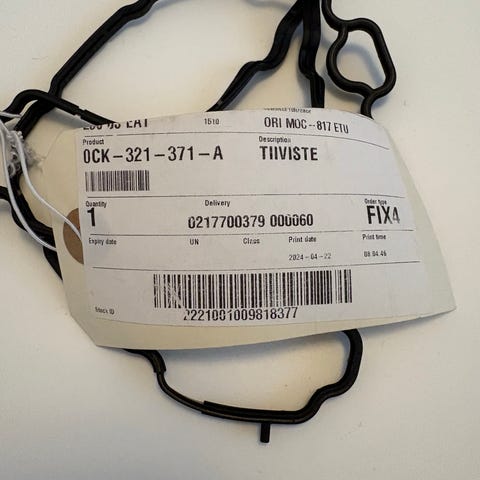 1510
ORI MOC--817 ETU
Product
Description
0CK-321-371-A
TIIVISTE
Quantity
Delivery
Order type
1
0217700379 000060
FIX4
Expiry date
UN
Class
Print date
Print time
2024-04-22
08.04.46
Stock ID
2221001009818377